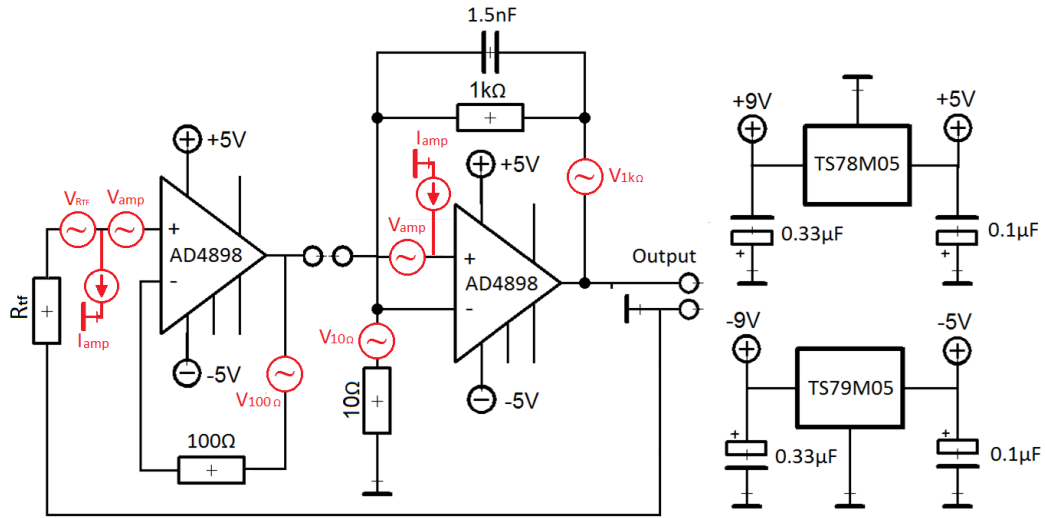 1.5nF
1kΩ
+5V
Iamp
+5V
V1kΩ
VRTF
Vamp
Vamp
+
AD4898
-
Rtf
Iamp
-5V
V100Ω
100Ω
+
AD4898
-
V10Ω
10Ω
-5V
Output
+9V
+5V
TS78M05
0.33µF
+
0.1µF
+
-9V
-5V
TS79M05
+
0.33µF
+
0.1µF